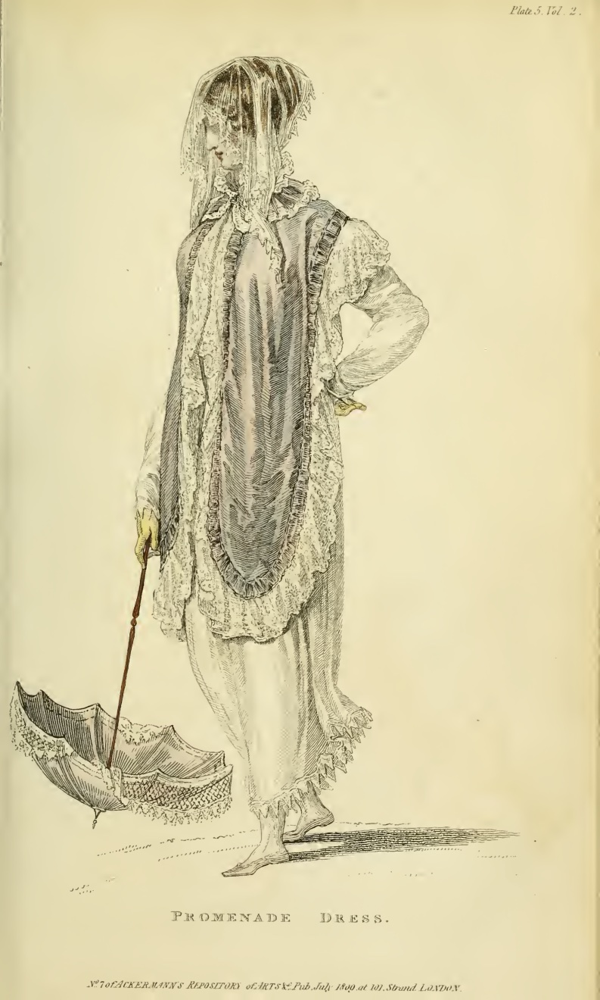 Plate 5. Vol. 2.
PROMENADE DRESS.
No. 7 of ACKERMANN'S REPOSITORY of ARTS &c. Pub. July 1809. at 101, Strand. LONDON.